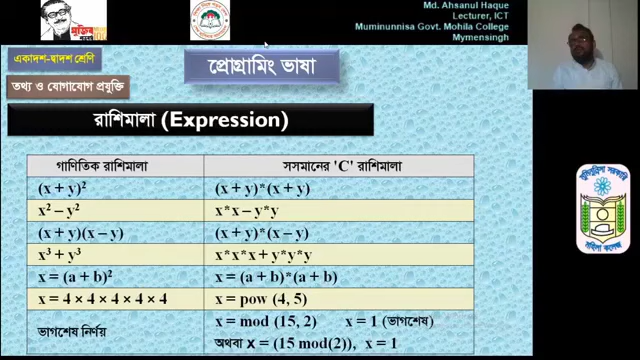 Md. Ahsanul Haque
Lecturer, ICT
Muminunnisa Govt. Mohila College
Mymensingh
একাদশ-দ্বাদশ শ্রেণি
প্রোগ্রামিং ভাষা
তথ্য ও যোগাযোগ প্রযুক্তি
রাশিমালা (Expression)
গাণিতিক রাশিমালা সসমানের 'C' রাশিমালা
(x + y)² (x + y)*(x + y)
x² – y² x*x – y*y
(x + y)(x – y) (x + y)*(x – y)
x³ + y³ x*x*x + y*y*y
x = (a + b)² x = (a + b)*(a + b)
x = 4 × 4 × 4 × 4 × 4 x = pow (4, 5)
ভাগশেষ নির্ণয় x = mod (15, 2) x = 1 (ভাগশেষ)
অথবা x = (15 mod(2)), x = 1